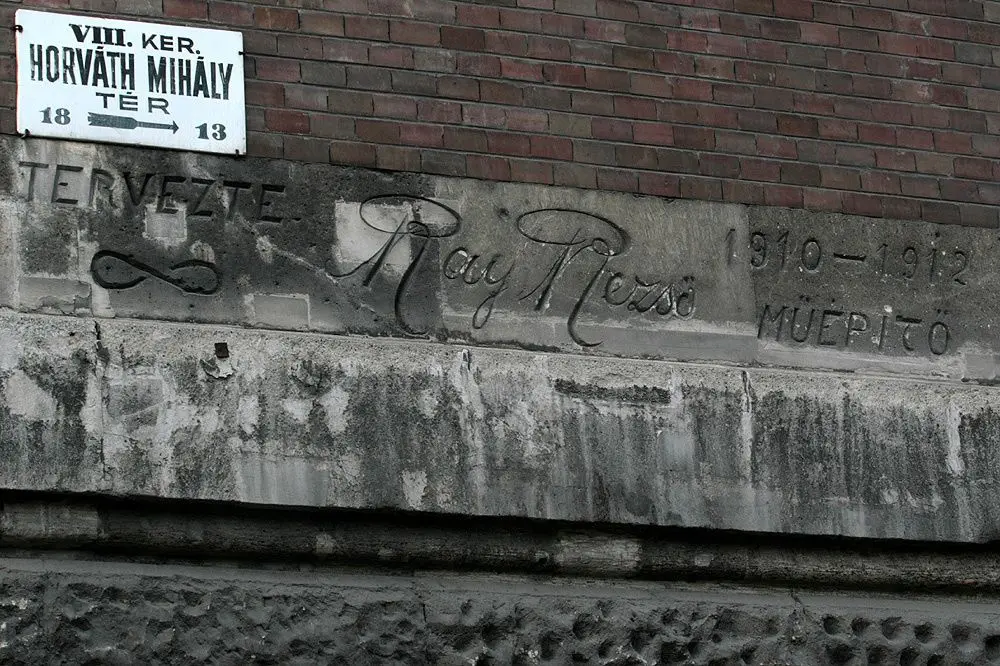 VIII. KER.
HORVÁTH MIHÁLY
TÉR
18 13
TERVEZTE
Ray Rezső
1910–1912
MŰÉPITŐ